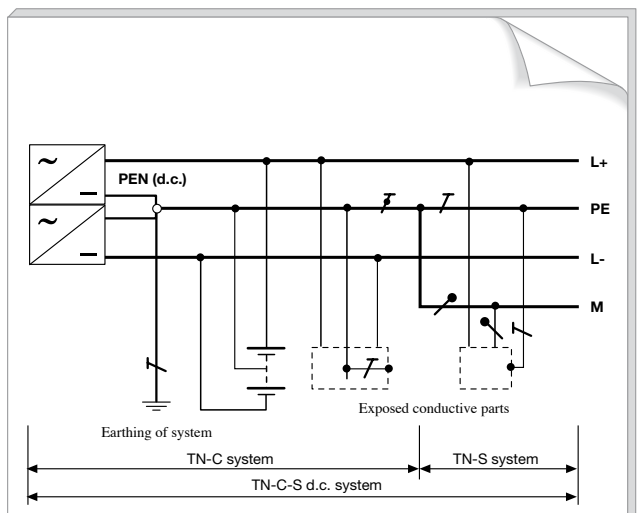 L+
PEN (d.c.)
PE
L-
M
Exposed conductive parts
Earthing of system
TN-C system
TN-S system
TN-C-S d.c. system